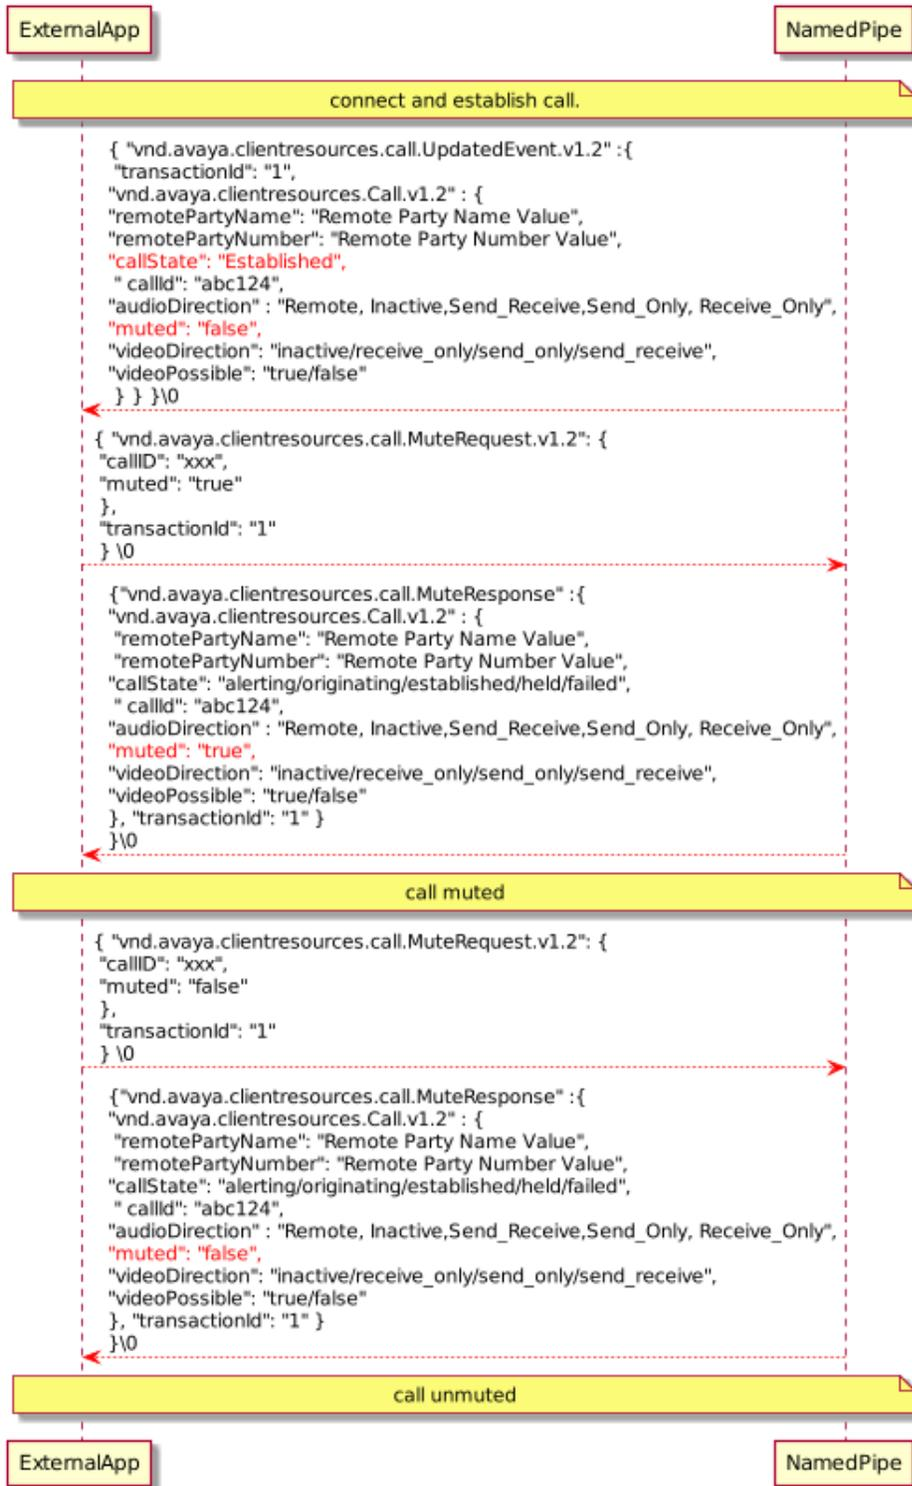 ExternalApp
NamedPipe
connect and establish call.
{ "vnd.avaya.clientresources.call.UpdatedEvent.v1.2" :{
"transactionId": "1",
"vnd.avaya.clientresources.Call.v1.2" : {
"remotePartyName": "Remote Party Name Value",
"remotePartyNumber": "Remote Party Number Value",
"callState": "Established",
" callId": "abc124",
"audioDirection" : "Remote, Inactive,Send_Receive,Send_Only, Receive_Only",
"muted": "false",
"videoDirection": "inactive/receive_only/send_only/send_receive",
"videoPossible": "true/false"
} } }\0
{ "vnd.avaya.clientresources.call.MuteRequest.v1.2": {
"callID": "xxx",
"muted": "true"
},
"transactionId": "1"
} \0
{"vnd.avaya.clientresources.call.MuteResponse" :{
"vnd.avaya.clientresources.Call.v1.2" : {
"remotePartyName": "Remote Party Name Value",
"remotePartyNumber": "Remote Party Number Value",
"callState": "alerting/originating/established/held/failed",
" callId": "abc124",
"audioDirection" : "Remote, Inactive,Send_Receive,Send_Only, Receive_Only",
"muted": "true",
"videoDirection": "inactive/receive_only/send_only/send_receive",
"videoPossible": "true/false"
}, "transactionId": "1" }
}\0
call muted
{ "vnd.avaya.clientresources.call.MuteRequest.v1.2": {
"callID": "xxx",
"muted": "false"
},
"transactionId": "1"
} \0
{"vnd.avaya.clientresources.call.MuteResponse" :{
"vnd.avaya.clientresources.Call.v1.2" : {
"remotePartyName": "Remote Party Name Value",
"remotePartyNumber": "Remote Party Number Value",
"callState": "alerting/originating/established/held/failed",
" callId": "abc124",
"audioDirection" : "Remote, Inactive,Send_Receive,Send_Only, Receive_Only",
"muted": "false",
"videoDirection": "inactive/receive_only/send_only/send_receive",
"videoPossible": "true/false"
}, "transactionId": "1" }
}\0
call unmuted
ExternalApp
NamedPipe